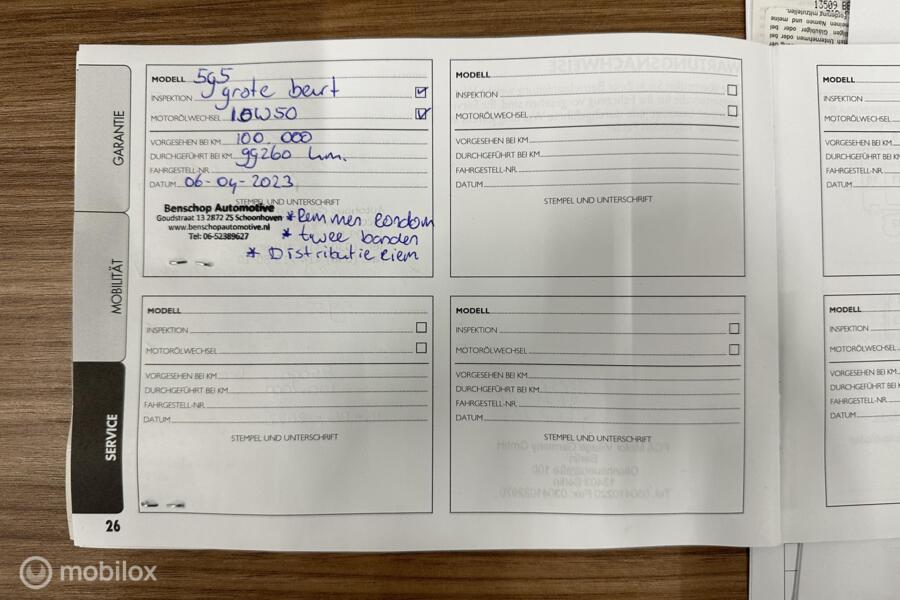 13509 BE
GARANTIE
MOBILITÄT
SERVICE
26
MODELL 595
INSPEKTION grote beurt
MOTORÖLWECHSEL 10W50
VORGESEHEN BEI KM 100.000
DURCHGEFÜHRT BEI KM 99260 km.
FAHRGESTELL-NR.
DATUM 06-04-2023
STEMPEL UND UNTERSCHRIFT
Benschop Automotive
Goudstraat 13 2872 ZS Schoonhoven
www.benschopautomotive.nl
Tel: 06-52389627
* Remmen rondom
* twee banden
* Distributie riem
MODELL
INSPEKTION
MOTORÖLWECHSEL
VORGESEHEN BEI KM
DURCHGEFÜHRT BEI KM
FAHRGESTELL-NR.
DATUM
STEMPEL UND UNTERSCHRIFT
MODELL
INSPEKTION
MOTORÖLWECHSEL
VORGESEHEN BEI KM
DURCHGEFÜHRT BEI KM
FAHRGESTELL-NR.
DATUM
MODELL
INSPEKTION
MOTORÖLWECHSEL
VORGESEHEN BEI KM
DURCHGEFÜHRT BEI KM
FAHRGESTELL-NR.
DATUM
STEMPEL UND UNTERSCHRIFT
MODELL
INSPEKTION
MOTORÖLWECHSEL
VORGESEHEN BEI KM
DURCHGEFÜHRT BEI KM
FAHRGESTELL-NR.
DATUM
STEMPEL UND UNTERSCHRIFT
MODELL
INSPEKTION
MOTORÖLWECHSEL
VORGESEHEN BEI KM
DURCHGEFÜHRT BEI KM
FAHRGESTELL-NR.
DATUM
mobilox